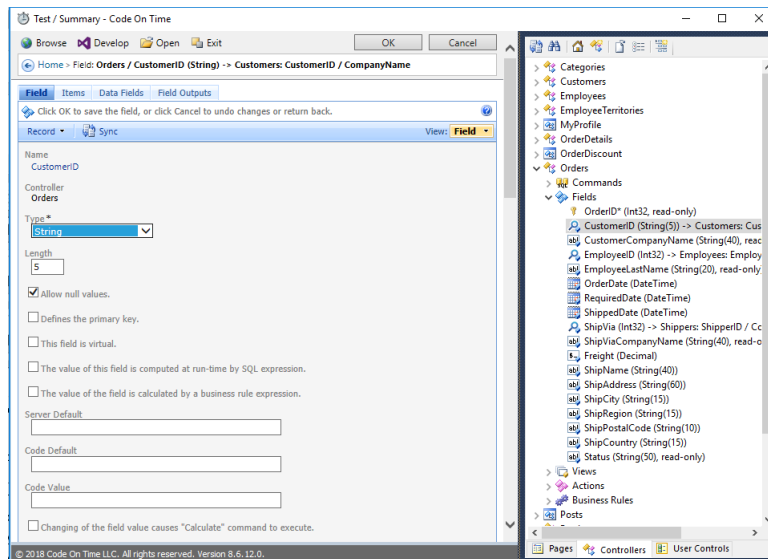 Test / Summary - Code On Time
Browse Develop Open Exit OK Cancel
Home > Field: Orders / CustomerID (String) -> Customers: CustomerID / CompanyName
Field Items Data Fields Field Outputs
Click OK to save the field, or click Cancel to undo changes or return back.
Record Sync View: Field
Name
CustomerID
Controller
Orders
Type *
String
Length
5
Allow null values.
Defines the primary key.
This field is virtual.
The value of this field is computed at run-time by SQL expression.
The value of the field is calculated by a business rule expression.
Server Default
Code Default
Code Value
Changing of the field value causes "Calculate" command to execute.
© 2018 Code On Time LLC. All rights reserved. Version 8.6.12.0.
Categories
Customers
Employees
EmployeeTerritories
MyProfile
OrderDetails
OrderDiscount
Orders
Commands
Fields
OrderID* (Int32, read-only)
CustomerID (String(5)) -> Customers: Cus
CustomerCompanyName (String(40), read
EmployeeID (Int32) -> Employees: Employ
EmployeeLastName (String(20), read-only
OrderDate (DateTime)
RequiredDate (DateTime)
ShippedDate (DateTime)
ShipVia (Int32) -> Shippers: ShipperID / Cc
ShipViaCompanyName (String(40), read-o
Freight (Decimal)
ShipName (String(40))
ShipAddress (String(60))
ShipCity (String(15))
ShipRegion (String(15))
ShipPostalCode (String(10))
ShipCountry (String(15))
Status (String(50), read-only)
Views
Actions
Business Rules
Posts
Pages Controllers User Controls